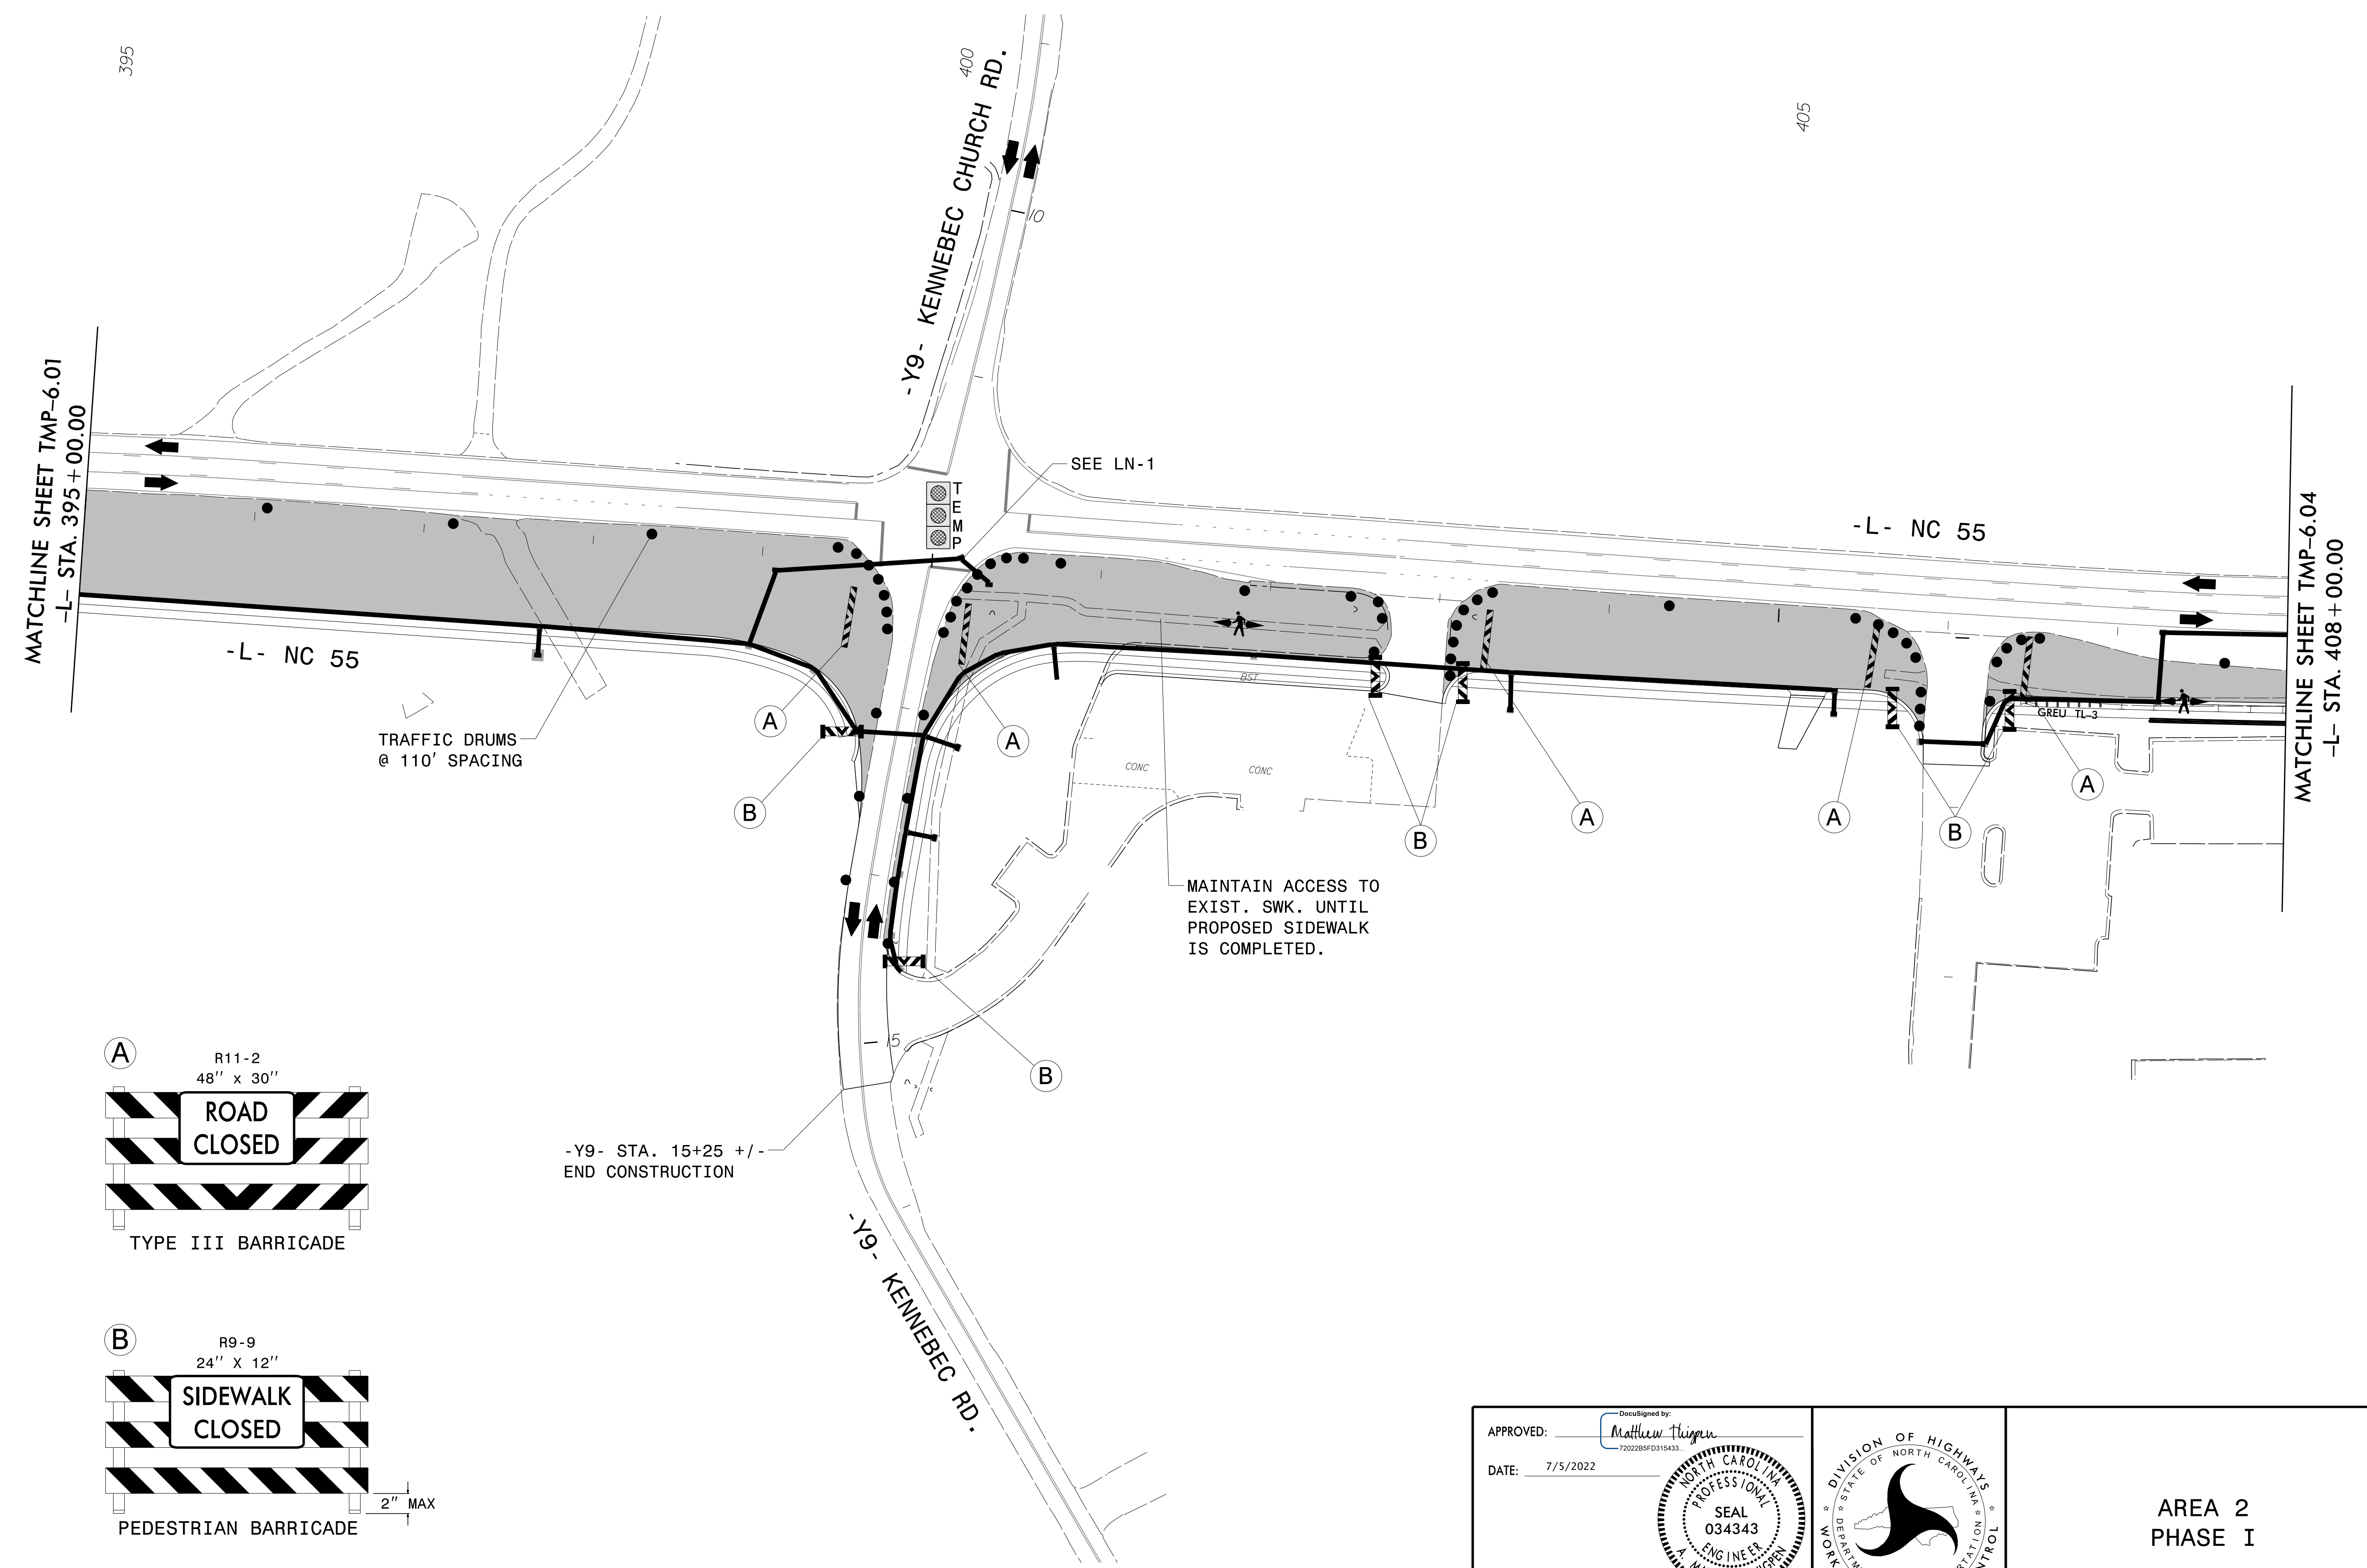 395
400
405
-Y9- KENNEBEC CHURCH RD.
10
MATCHLINE SHEET TMP-6.01
-L- STA. 395+00.00
SEE LN-1
T
E
M
P
-L- NC 55
MATCHLINE SHEET TMP-6.04
-L- STA. 408+00.00
-L- NC 55
BST
GREU TL-3
TRAFFIC DRUMS
@ 110' SPACING
A
A
B
CONC
CONC
B
A
A
B
A
MAINTAIN ACCESS TO
EXIST. SWK. UNTIL
PROPOSED SIDEWALK
IS COMPLETED.
15
B
-Y9- STA. 15+25 +/-
END CONSTRUCTION
-Y9- KENNEBEC RD.
A
R11-2
48'' x 30''
ROAD
CLOSED
TYPE III BARRICADE
B
R9-9
24'' X 12''
SIDEWALK
CLOSED
2" MAX
PEDESTRIAN BARRICADE
APPROVED:
DocuSigned by:
Matthew Thigpen
72022B5FD315433...
DATE: 7/5/2022
NORTH CAROLINA
PROFESSIONAL
SEAL
034343
ENGINEER
DIVISION OF HIGHWAYS
STATE OF NORTH CAROLINA
AREA 2
PHASE I